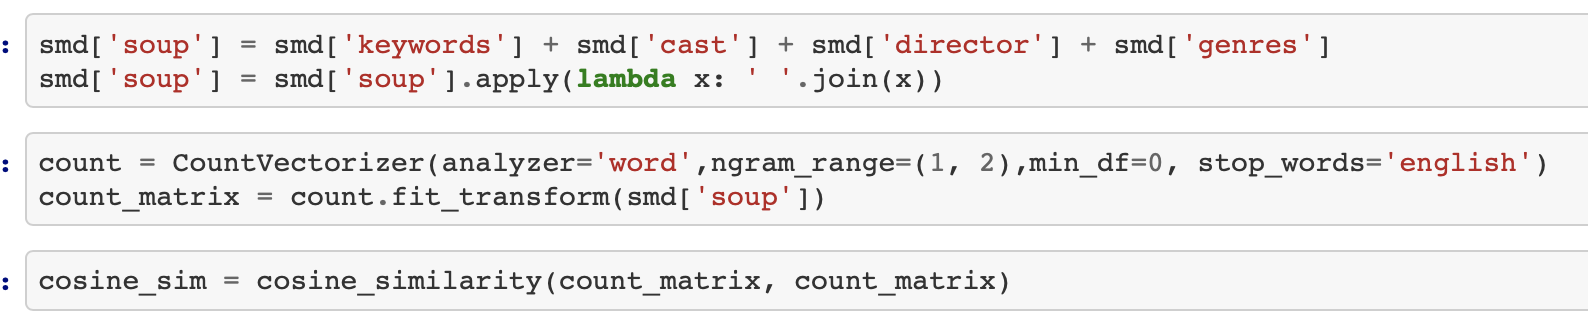 : smd['soup'] = smd['keywords'] + smd['cast'] + smd['director'] + smd['genres']
smd['soup'] = smd['soup'].apply(lambda x: ' '.join(x))
: count = CountVectorizer(analyzer='word',ngram_range=(1, 2),min_df=0, stop_words='english')
count_matrix = count.fit_transform(smd['soup'])
: cosine_sim = cosine_similarity(count_matrix, count_matrix)